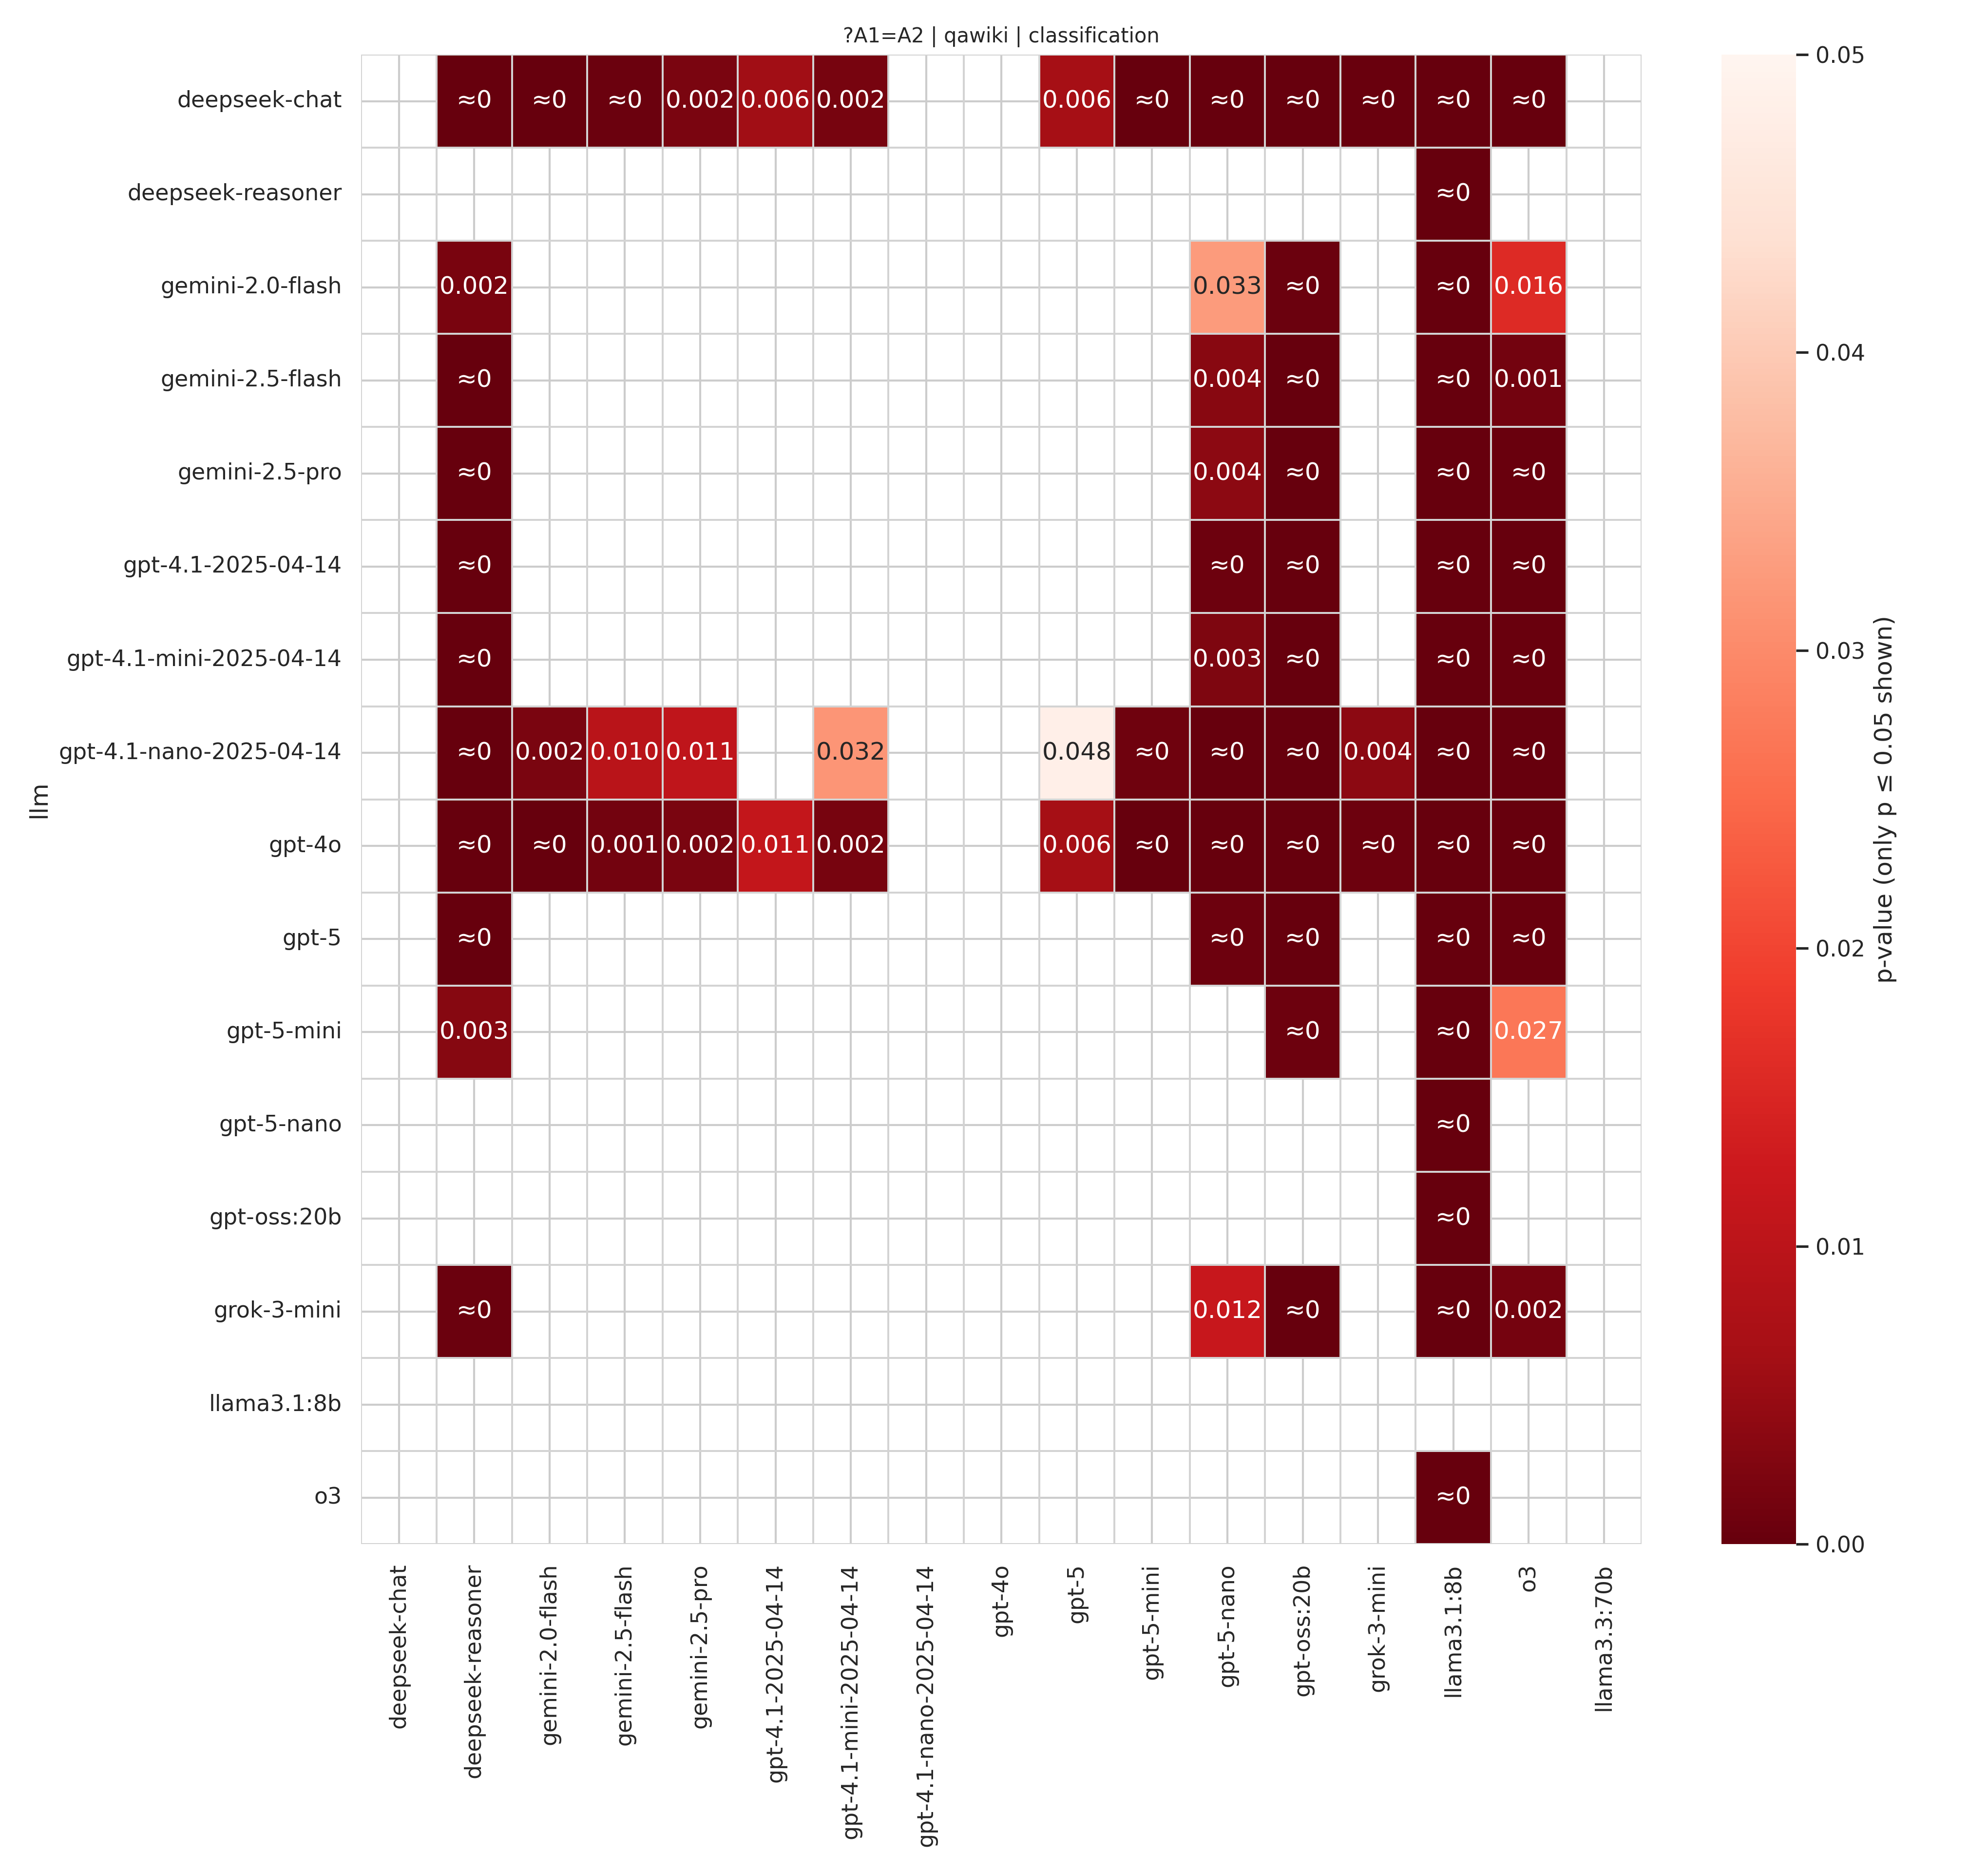 ?A1=A2 | qawiki | classification
deepseek-chat ≈0 ≈0 ≈0 0.002 0.006 0.002 0.006 ≈0 ≈0 ≈0 ≈0 ≈0 ≈0
deepseek-reasoner ≈0
gemini-2.0-flash 0.002 0.033 ≈0 ≈0 0.016
gemini-2.5-flash ≈0 0.004 ≈0 ≈0 0.001
gemini-2.5-pro ≈0 0.004 ≈0 ≈0 ≈0
gpt-4.1-2025-04-14 ≈0 ≈0 ≈0 ≈0 ≈0
gpt-4.1-mini-2025-04-14 ≈0 0.003 ≈0 ≈0 ≈0
gpt-4.1-nano-2025-04-14 ≈0 0.002 0.010 0.011 0.032 0.048 ≈0 ≈0 ≈0 0.004 ≈0 ≈0
gpt-4o ≈0 ≈0 0.001 0.002 0.011 0.002 0.006 ≈0 ≈0 ≈0 ≈0 ≈0 ≈0
gpt-5 ≈0 ≈0 ≈0 ≈0 ≈0
gpt-5-mini 0.003 ≈0 ≈0 0.027
gpt-5-nano ≈0
gpt-oss:20b ≈0
grok-3-mini ≈0 0.012 ≈0 ≈0 0.002
llama3.1:8b
o3 ≈0
llm
deepseek-chat
deepseek-reasoner
gemini-2.0-flash
gemini-2.5-flash
gemini-2.5-pro
gpt-4.1-2025-04-14
gpt-4.1-mini-2025-04-14
gpt-4.1-nano-2025-04-14
gpt-4o
gpt-5
gpt-5-mini
gpt-5-nano
gpt-oss:20b
grok-3-mini
llama3.1:8b
o3
llama3.3:70b
0.05
0.04
0.03
0.02
0.01
0.00
p-value (only p ≤ 0.05 shown)